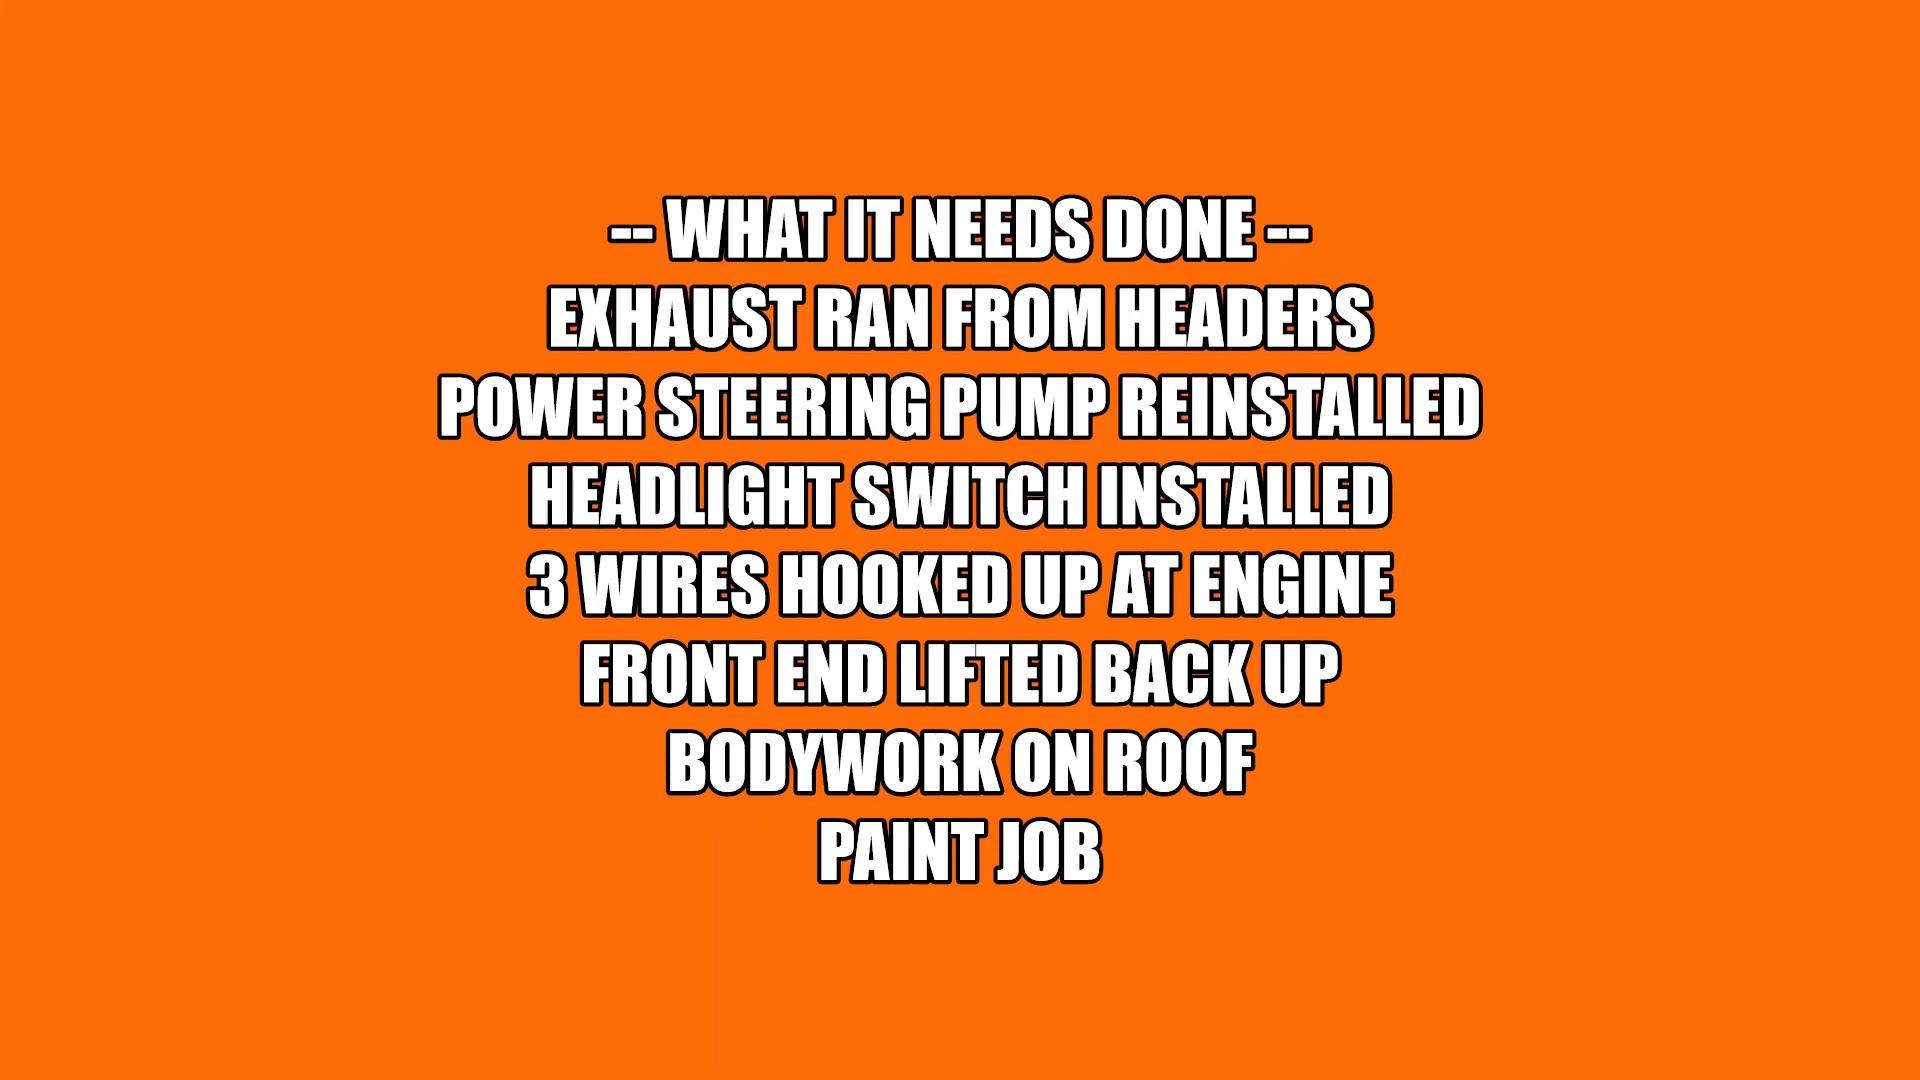 -- WHAT IT NEEDS DONE --
EXHAUST RAN FROM HEADERS
POWER STEERING PUMP REINSTALLED
HEADLIGHT SWITCH INSTALLED
3 WIRES HOOKED UP AT ENGINE
FRONT END LIFTED BACK UP
BODYWORK ON ROOF
PAINT JOB